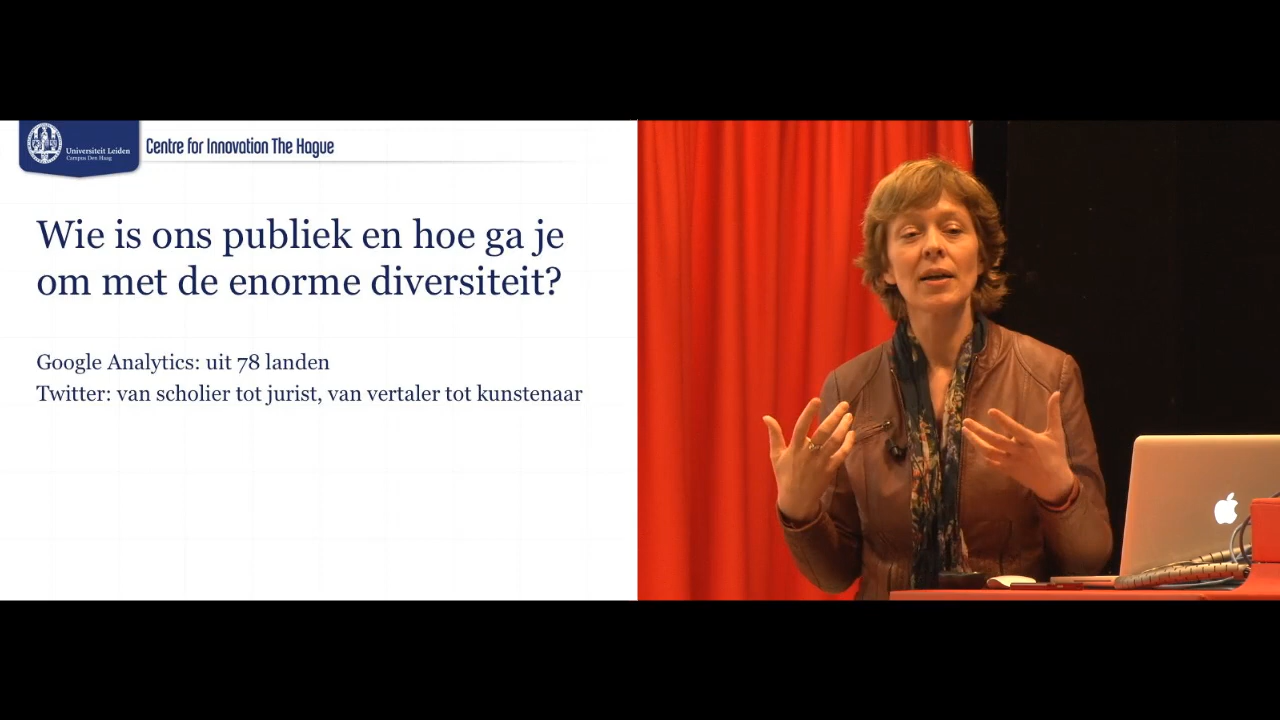 Universiteit Leiden
Campus Den Haag
Centre for Innovation The Hague
Wie is ons publiek en hoe ga je
om met de enorme diversiteit?
Google Analytics: uit 78 landen
Twitter: van scholier tot jurist, van vertaler tot kunstenaar